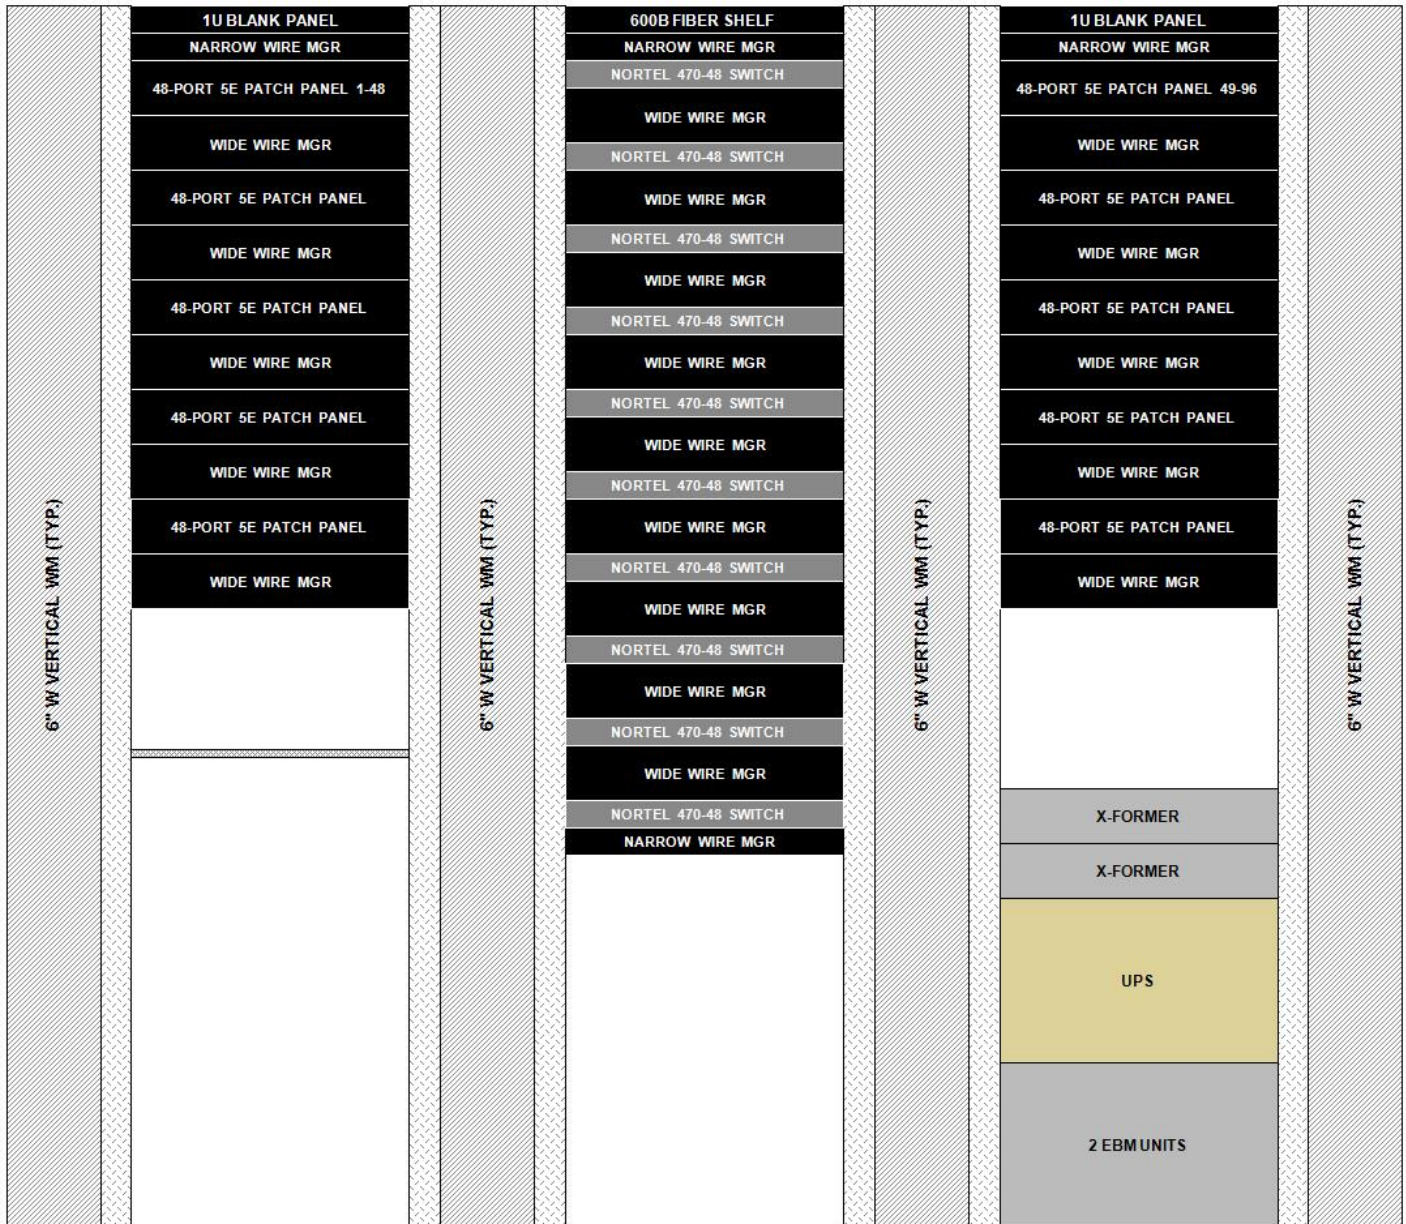 1U BLANK PANEL
NARROW WIRE MGR
48-PORT 5E PATCH PANEL 1-48
WIDE WIRE MGR
48-PORT 5E PATCH PANEL
WIDE WIRE MGR
48-PORT 5E PATCH PANEL
WIDE WIRE MGR
48-PORT 5E PATCH PANEL
WIDE WIRE MGR
48-PORT 5E PATCH PANEL
WIDE WIRE MGR
6" W VERTICAL WM (TYP.)
600B FIBER SHELF
NARROW WIRE MGR
NORTEL 470-48 SWITCH
WIDE WIRE MGR
NORTEL 470-48 SWITCH
WIDE WIRE MGR
NORTEL 470-48 SWITCH
WIDE WIRE MGR
NORTEL 470-48 SWITCH
WIDE WIRE MGR
NORTEL 470-48 SWITCH
WIDE WIRE MGR
NORTEL 470-48 SWITCH
WIDE WIRE MGR
NORTEL 470-48 SWITCH
WIDE WIRE MGR
NORTEL 470-48 SWITCH
WIDE WIRE MGR
NORTEL 470-48 SWITCH
WIDE WIRE MGR
NORTEL 470-48 SWITCH
NARROW WIRE MGR
6" W VERTICAL WM (TYP.)
1U BLANK PANEL
NARROW WIRE MGR
48-PORT 5E PATCH PANEL 49-96
WIDE WIRE MGR
48-PORT 5E PATCH PANEL
WIDE WIRE MGR
48-PORT 5E PATCH PANEL
WIDE WIRE MGR
48-PORT 5E PATCH PANEL
WIDE WIRE MGR
48-PORT 5E PATCH PANEL
WIDE WIRE MGR
6" W VERTICAL WM (TYP.)
X-FORMER
X-FORMER
UPS
2 EBM UNITS
6" W VERTICAL WM (TYP.)